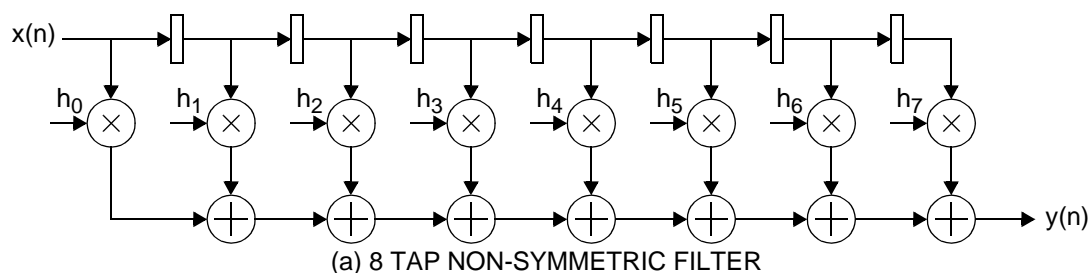 x(n)
h0 h1 h2 h3 h4 h5 h6 h7
y(n)
(a) 8 TAP NON-SYMMETRIC FILTER